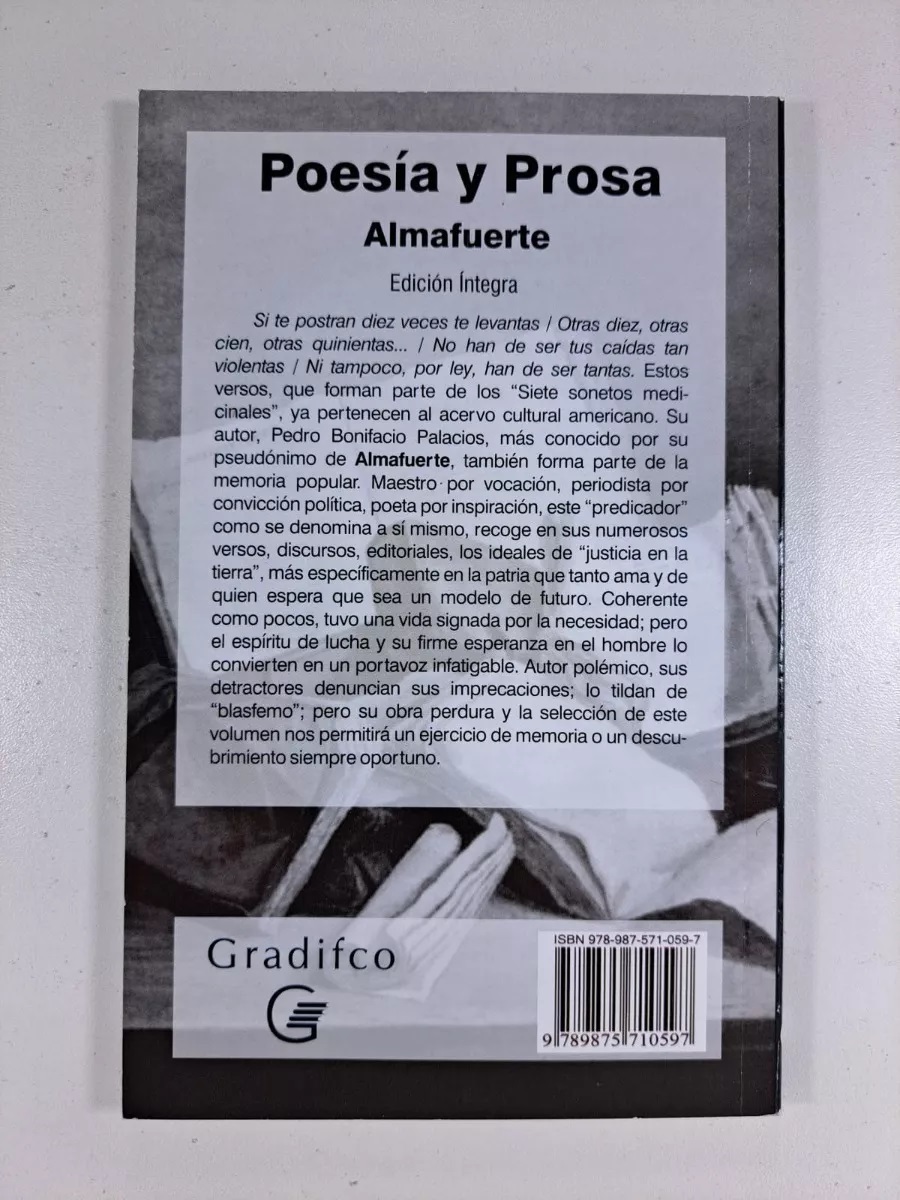 Poesía y Prosa
Almafuerte
Edición Íntegra
Si te postran diez veces te levantas / Otras diez, otras
cien, otras quinientas... / No han de ser tus caídas tan
violentas / Ni tampoco, por ley, han de ser tantas. Estos
versos, que forman parte de los “Siete sonetos medi-
cinales”, ya pertenecen al acervo cultural americano. Su
autor, Pedro Bonifacio Palacios, más conocido por su
pseudónimo de Almafuerte, también forma parte de la
memoria popular. Maestro por vocación, periodista por
convicción política, poeta por inspiración, este “predicador”
como se denomina a sí mismo, recoge en sus numerosos
versos, discursos, editoriales, los ideales de “justicia en la
tierra”, más específicamente en la patria que tanto ama y de
quien espera que sea un modelo de futuro. Coherente
como pocos, tuvo una vida signada por la necesidad; pero
el espíritu de lucha y su firme esperanza en el hombre lo
convierten en un portavoz infatigable. Autor polémico, sus
detractores denuncian sus imprecaciones; lo tildan de
“blasfemo”; pero su obra perdura y la selección de este
volumen nos permitirá un ejercicio de memoria o un descu-
brimiento siempre oportuno.
Gradifco
ISBN 978-987-571-059-7
9 789875 710597